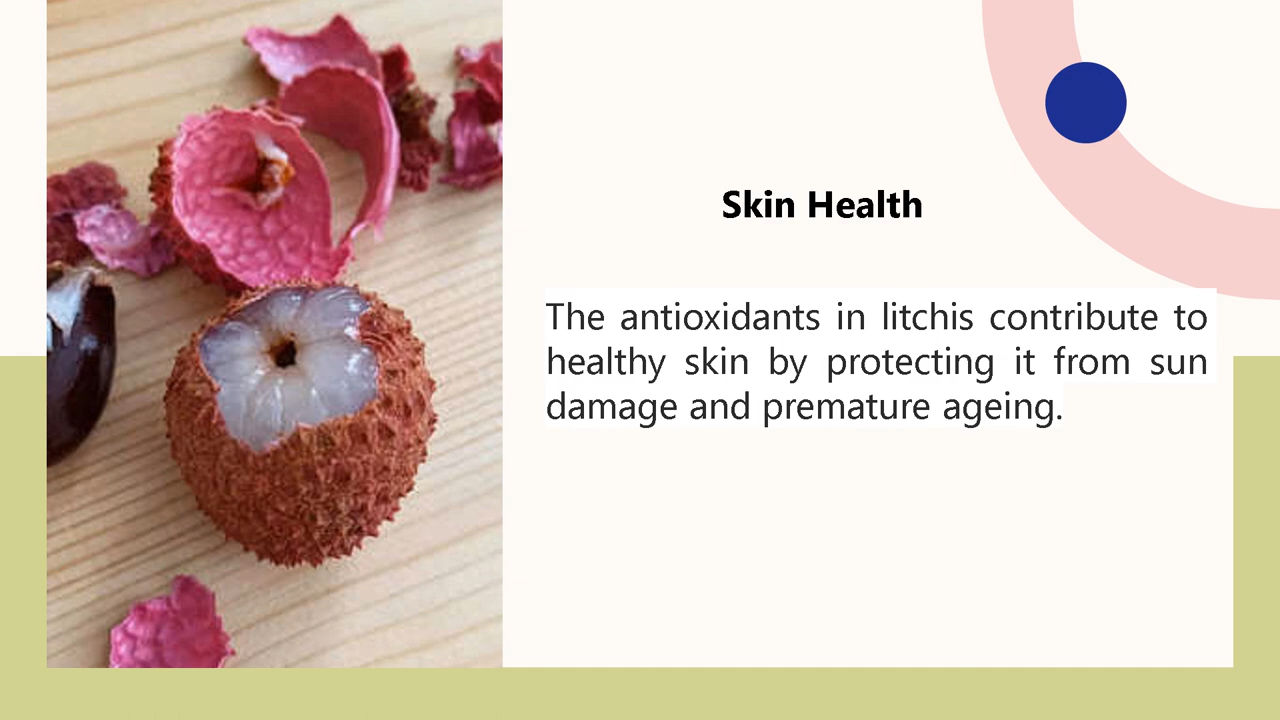 Skin Health
The antioxidants in litchis contribute to
healthy skin by protecting it from sun
damage and premature ageing.